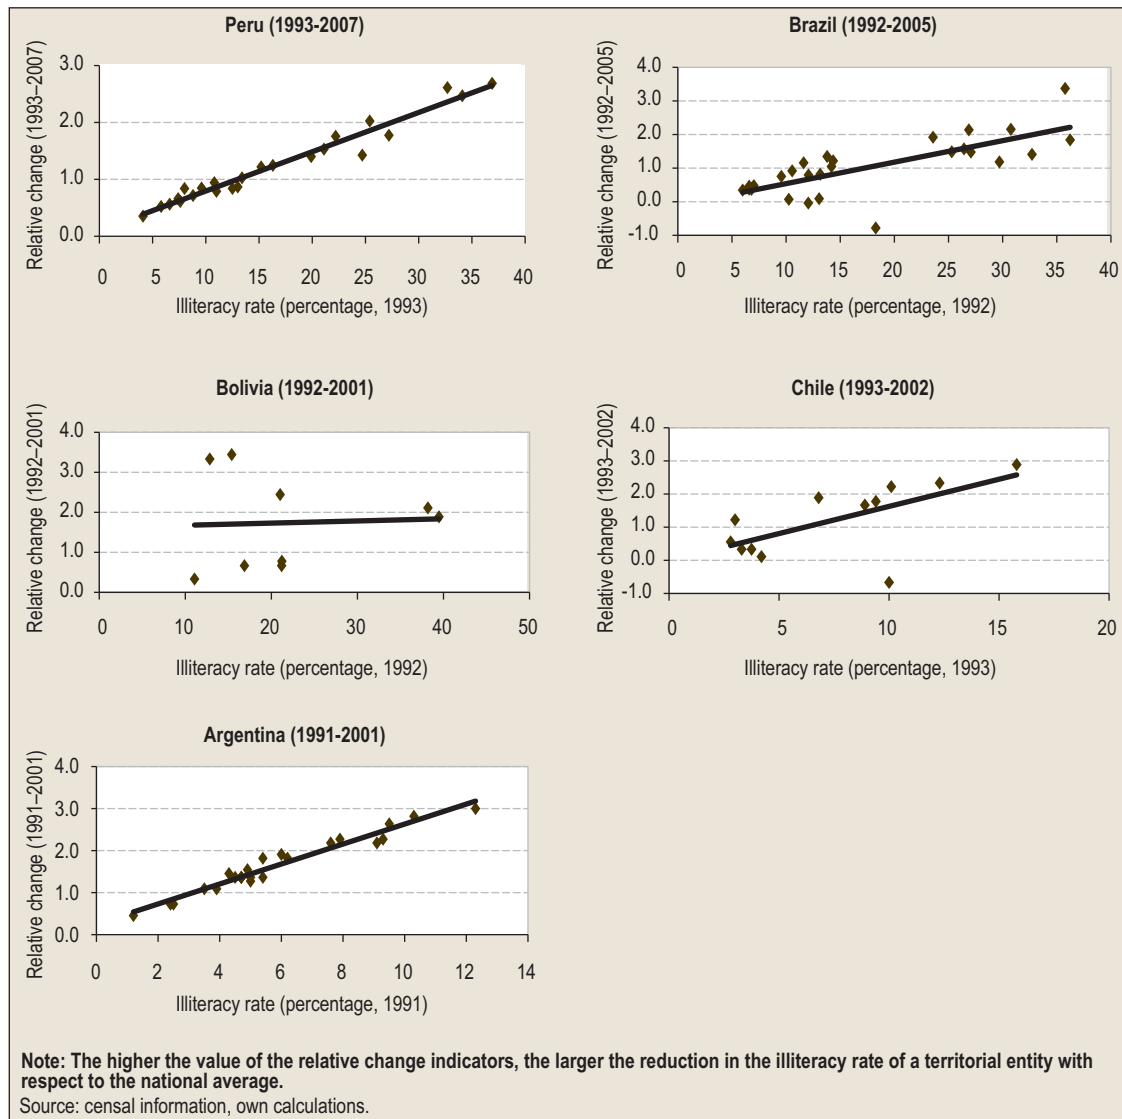 Peru (1993-2007)
Relative change (1993–2007)
3.0
2.0
1.0
0.0
0 5 10 15 20 25 30 35 40
Illiteracy rate (percentage, 1993)
Brazil (1992-2005)
Relative change (1992–2005)
4.0
3.0
2.0
1.0
0.0
-1.0
0 5 10 15 20 25 30 35 40
Illiteracy rate (percentage, 1992)
Bolivia (1992-2001)
Relative change (1992–2001)
4.0
3.0
2.0
1.0
0.0
0 10 20 30 40 50
Illiteracy rate (percentage, 1992)
Chile (1993-2002)
Relative change (1993–2002)
4.0
3.0
2.0
1.0
0.0
-1.0
0 5 10 15 20
Illiteracy rate (percentage, 1993)
Argentina (1991-2001)
Relative change (1991–2001)
4.0
3.0
2.0
1.0
0.0
0 2 4 6 8 10 12 14
Illiteracy rate (percentage, 1991)
Note: The higher the value of the relative change indicators, the larger the reduction in the illiteracy rate of a territorial entity with
respect to the national average.
Source: censal information, own calculations.